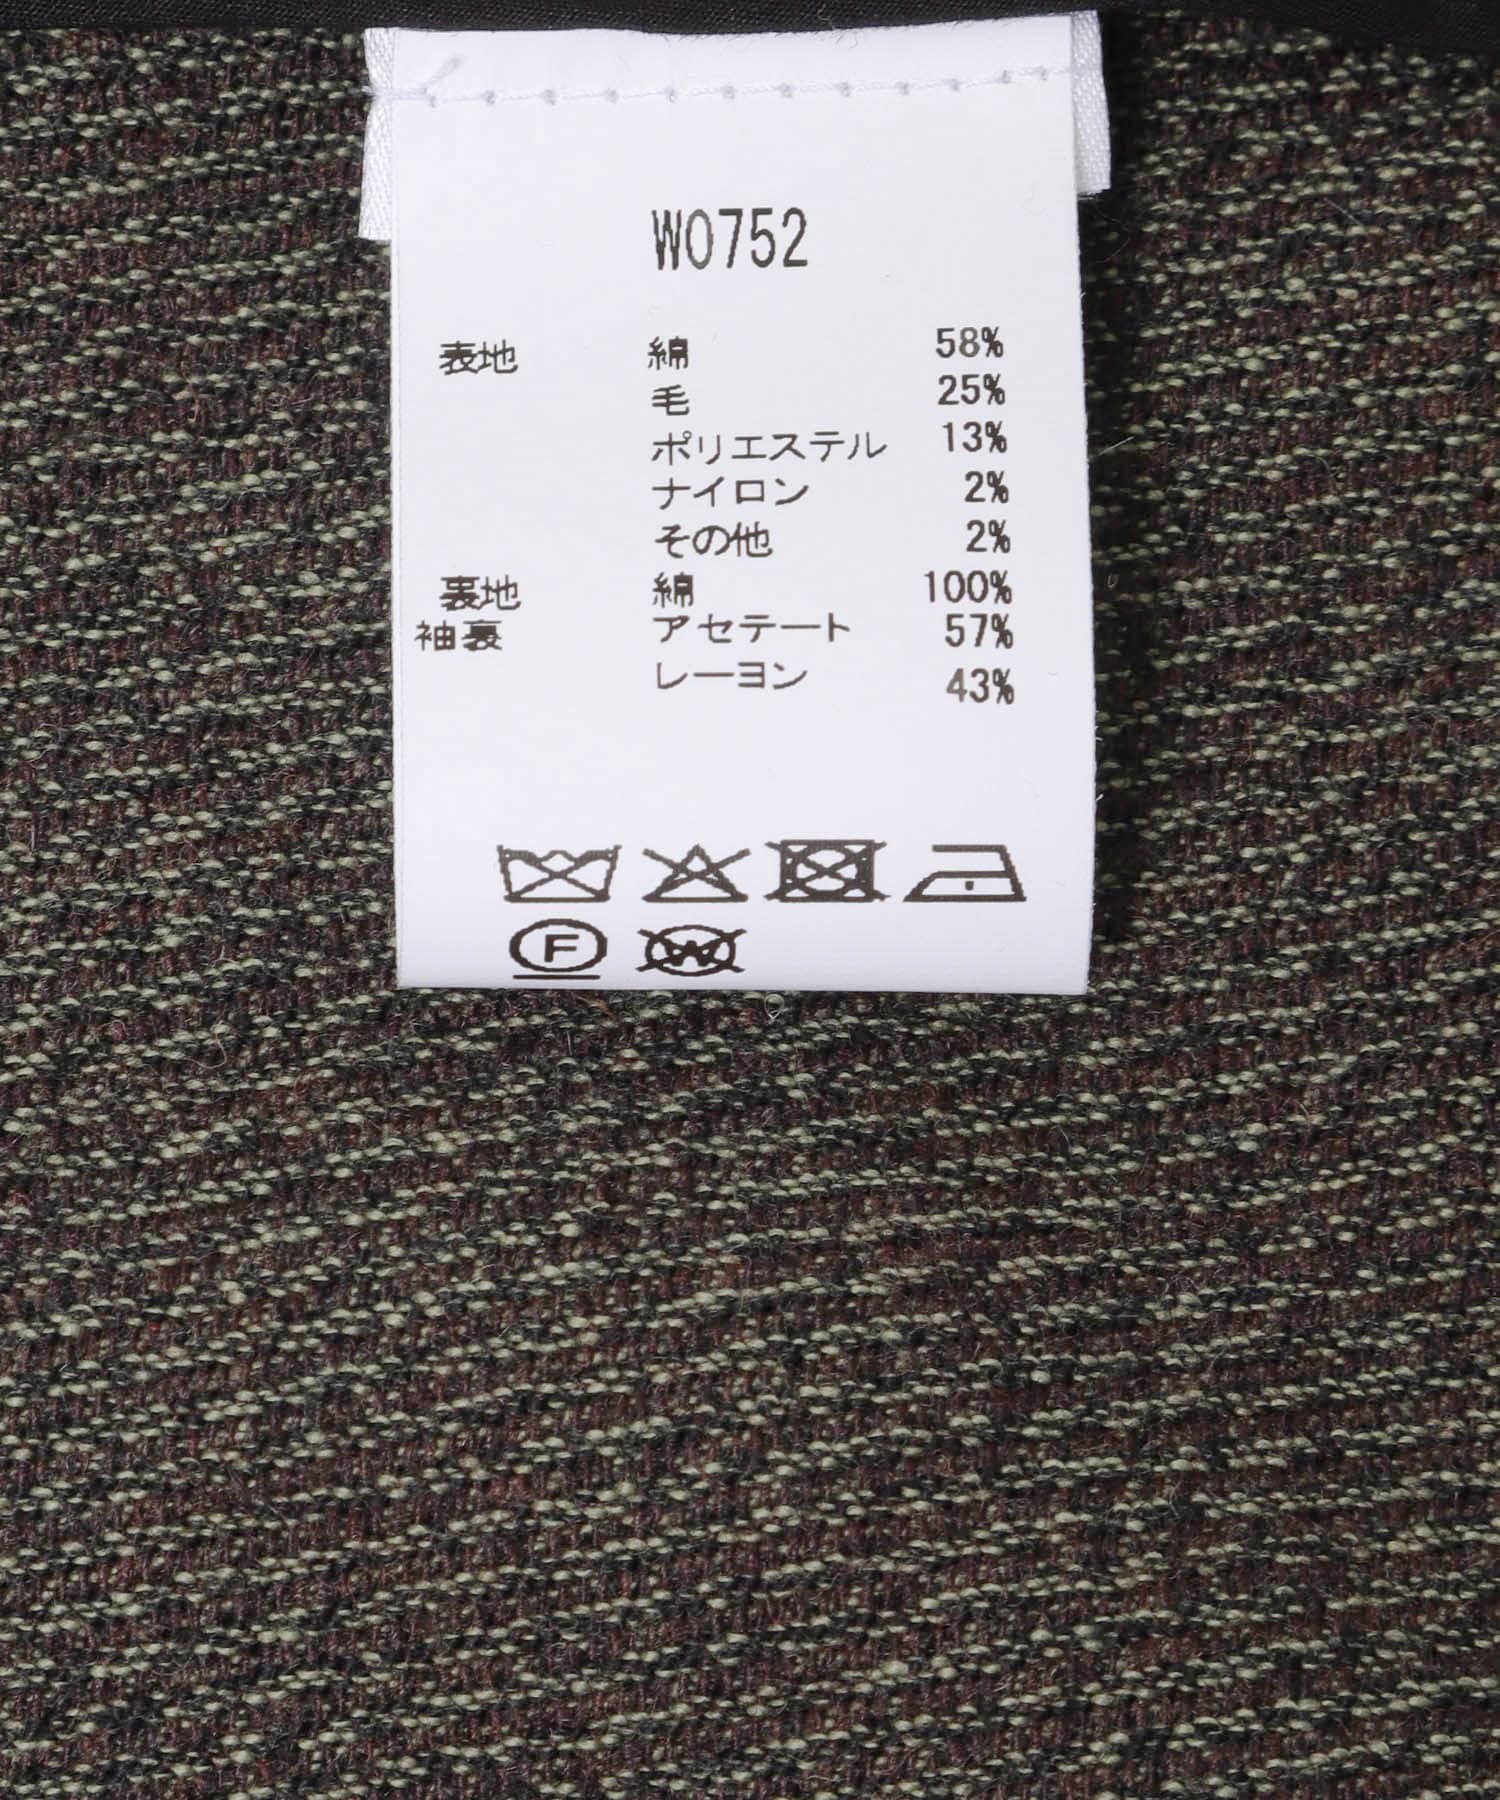 W0752
表地 綿 58%
毛 25%
ポリエステル 13%
ナイロン 2%
その他 2%
裏地 綿 100%
袖裏 アセテート 57%
レーヨン 43%
F W